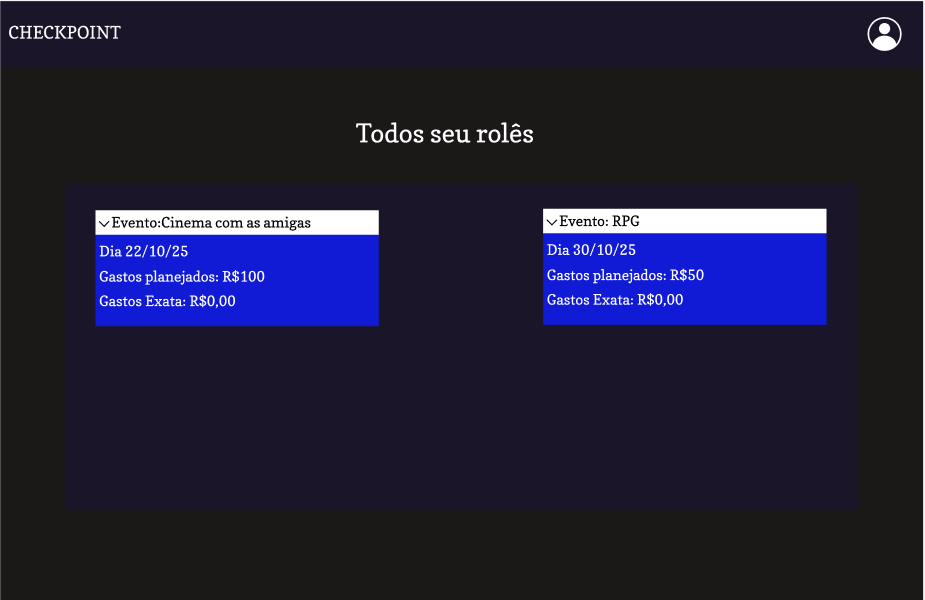 CHECKPOINT
Todos seu rolês
Evento:Cinema com as amigas
Dia 22/10/25
Gastos planejados: R$100
Gastos Exata: R$0,00
Evento: RPG
Dia 30/10/25
Gastos planejados: R$50
Gastos Exata: R$0,00